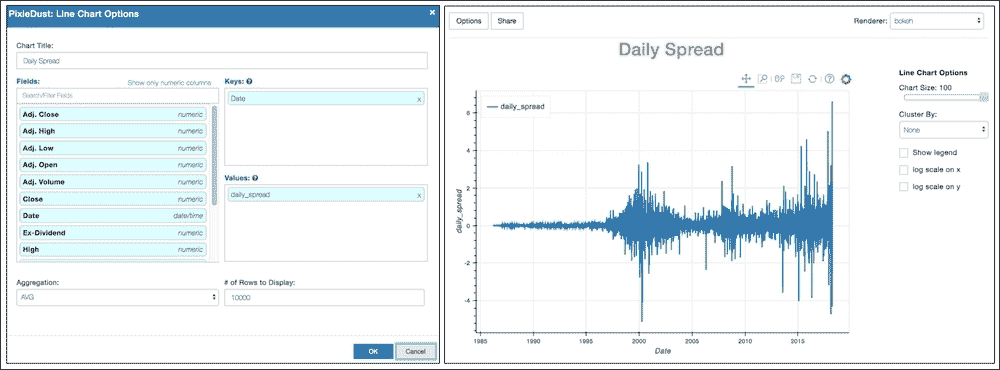 PixieDust: Line Chart Options
×
Chart Title:
Daily Spread
Fields:
Show only numeric columns
Search/Filter Fields
Adj. Close numeric
Adj. High numeric
Adj. Low numeric
Adj. Open numeric
Adj. Volume numeric
Close numeric
Date date/time
Ex-Dividend numeric
High numeric
Keys:
Date x
Values:
daily_spread x
Aggregation:
AVG
# of Rows to Display:
10000
OK
Cancel
Options
Share
Renderer:
bokeh
Daily Spread
daily_spread
daily_spread
6
4
2
0
-2
-4
1985
1990
1995
2000
2005
2010
2015
Date
Line Chart Options
Chart Size: 100
Cluster By:
None
Show legend
log scale on x
log scale on y